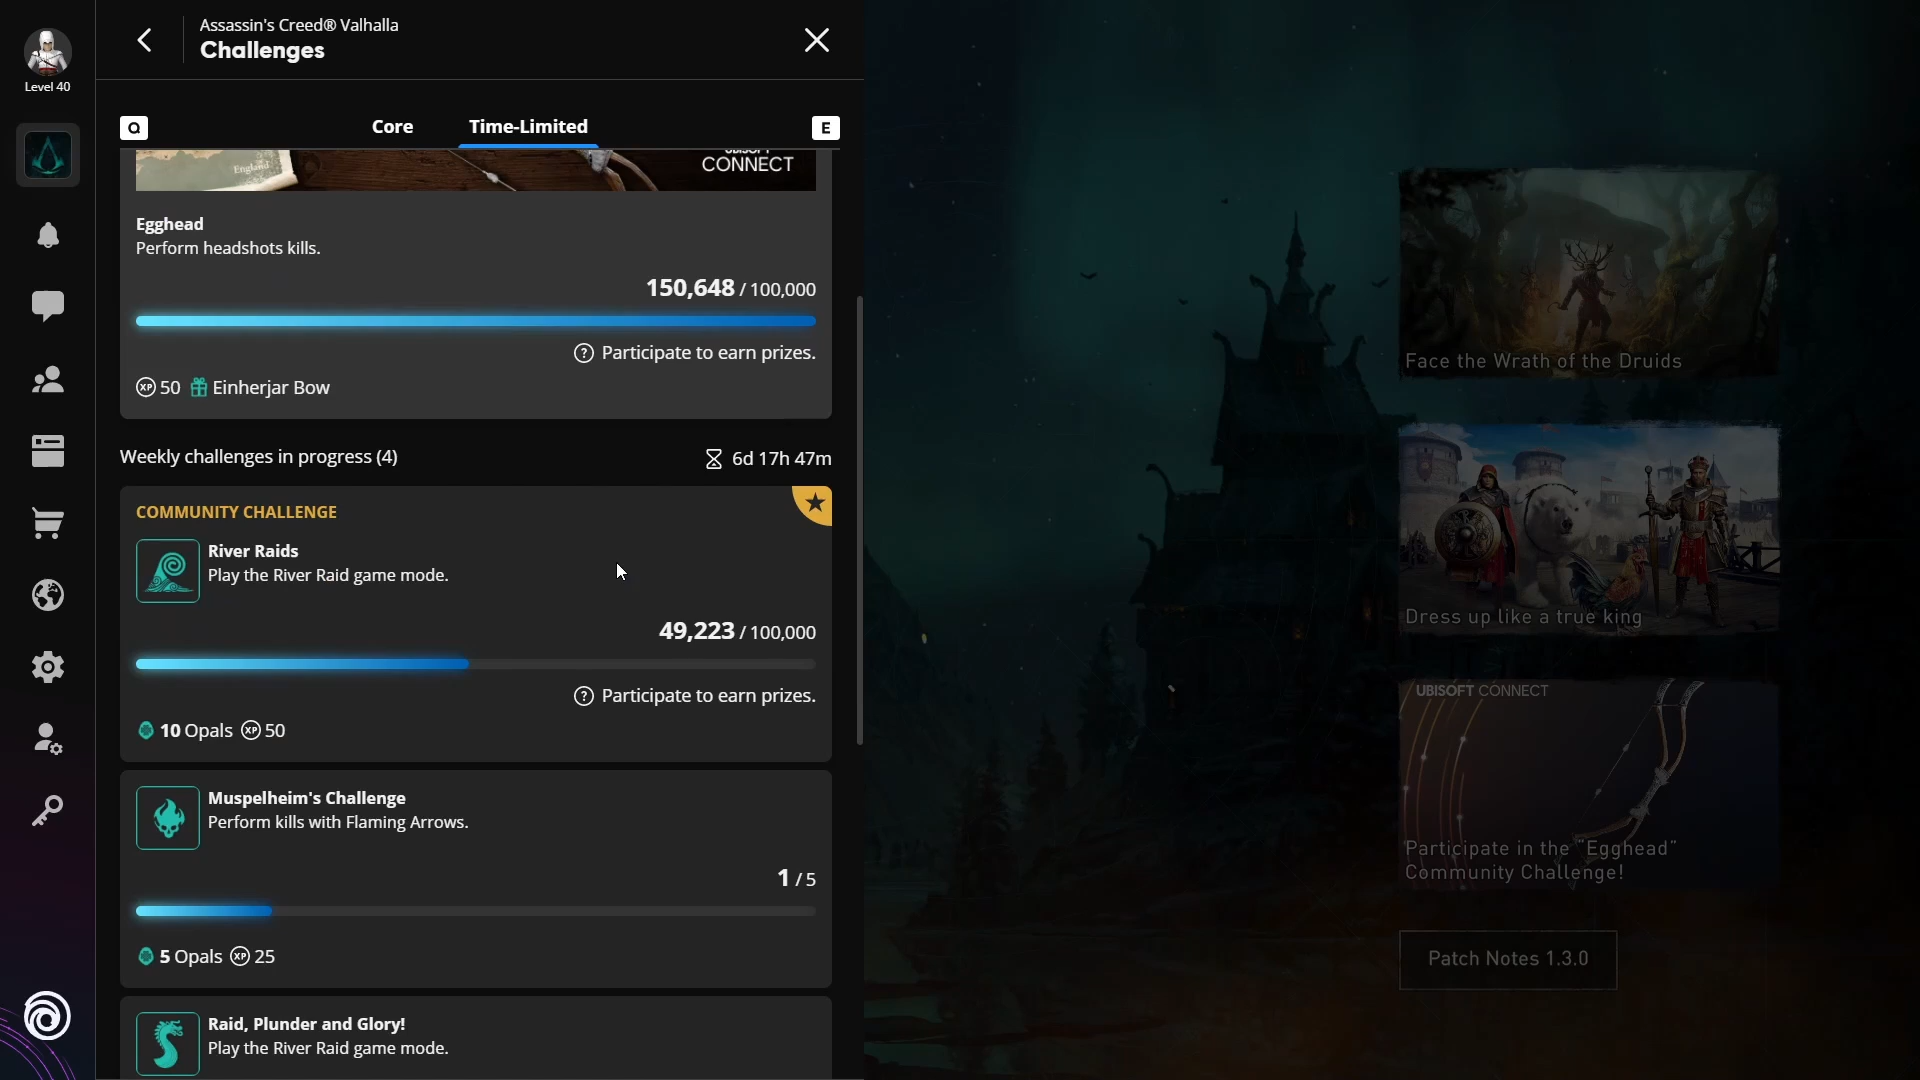 Level 40
Assassin's Creed® Valhalla
Challenges
Q
Core
Time-Limited
E
England
UBISOFT
CONNECT
Egghead
Perform headshots kills.
150,648 / 100,000
? Participate to earn prizes.
XP 50 Einherjar Bow
Weekly challenges in progress (4)
6d 17h 47m
COMMUNITY CHALLENGE
River Raids
Play the River Raid game mode.
49,223 / 100,000
? Participate to earn prizes.
10 Opals XP 50
Muspelheim's Challenge
Perform kills with Flaming Arrows.
1 / 5
5 Opals XP 25
Raid, Plunder and Glory!
Play the River Raid game mode.
Face the Wrath of the Druids
Dress up like a true king
UBISOFT CONNECT
Participate in the "Egghead"
Community Challenge!
Patch Notes 1.3.0